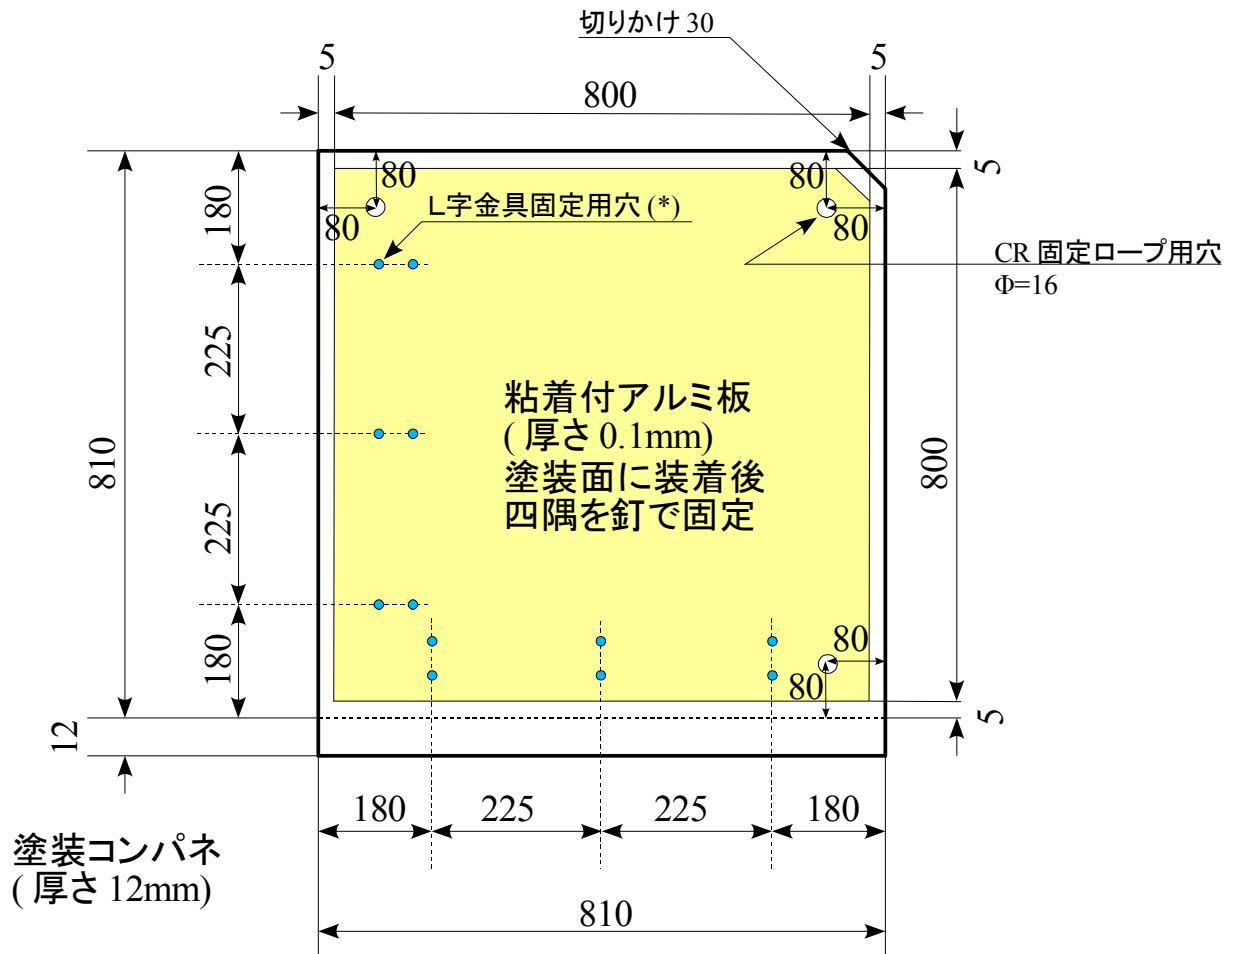 切りかけ 30
5
800
5
5
80
80
80
80
180
L字金具固定用穴 (*)
CR 固定ロープ用穴
Φ=16
225
粘着付アルミ板
( 厚さ 0.1mm)
塗装面に装着後
四隅を釘で固定
810
800
225
180
80
80
5
12
180
225
225
180
塗装コンパネ
( 厚さ 12mm)
810